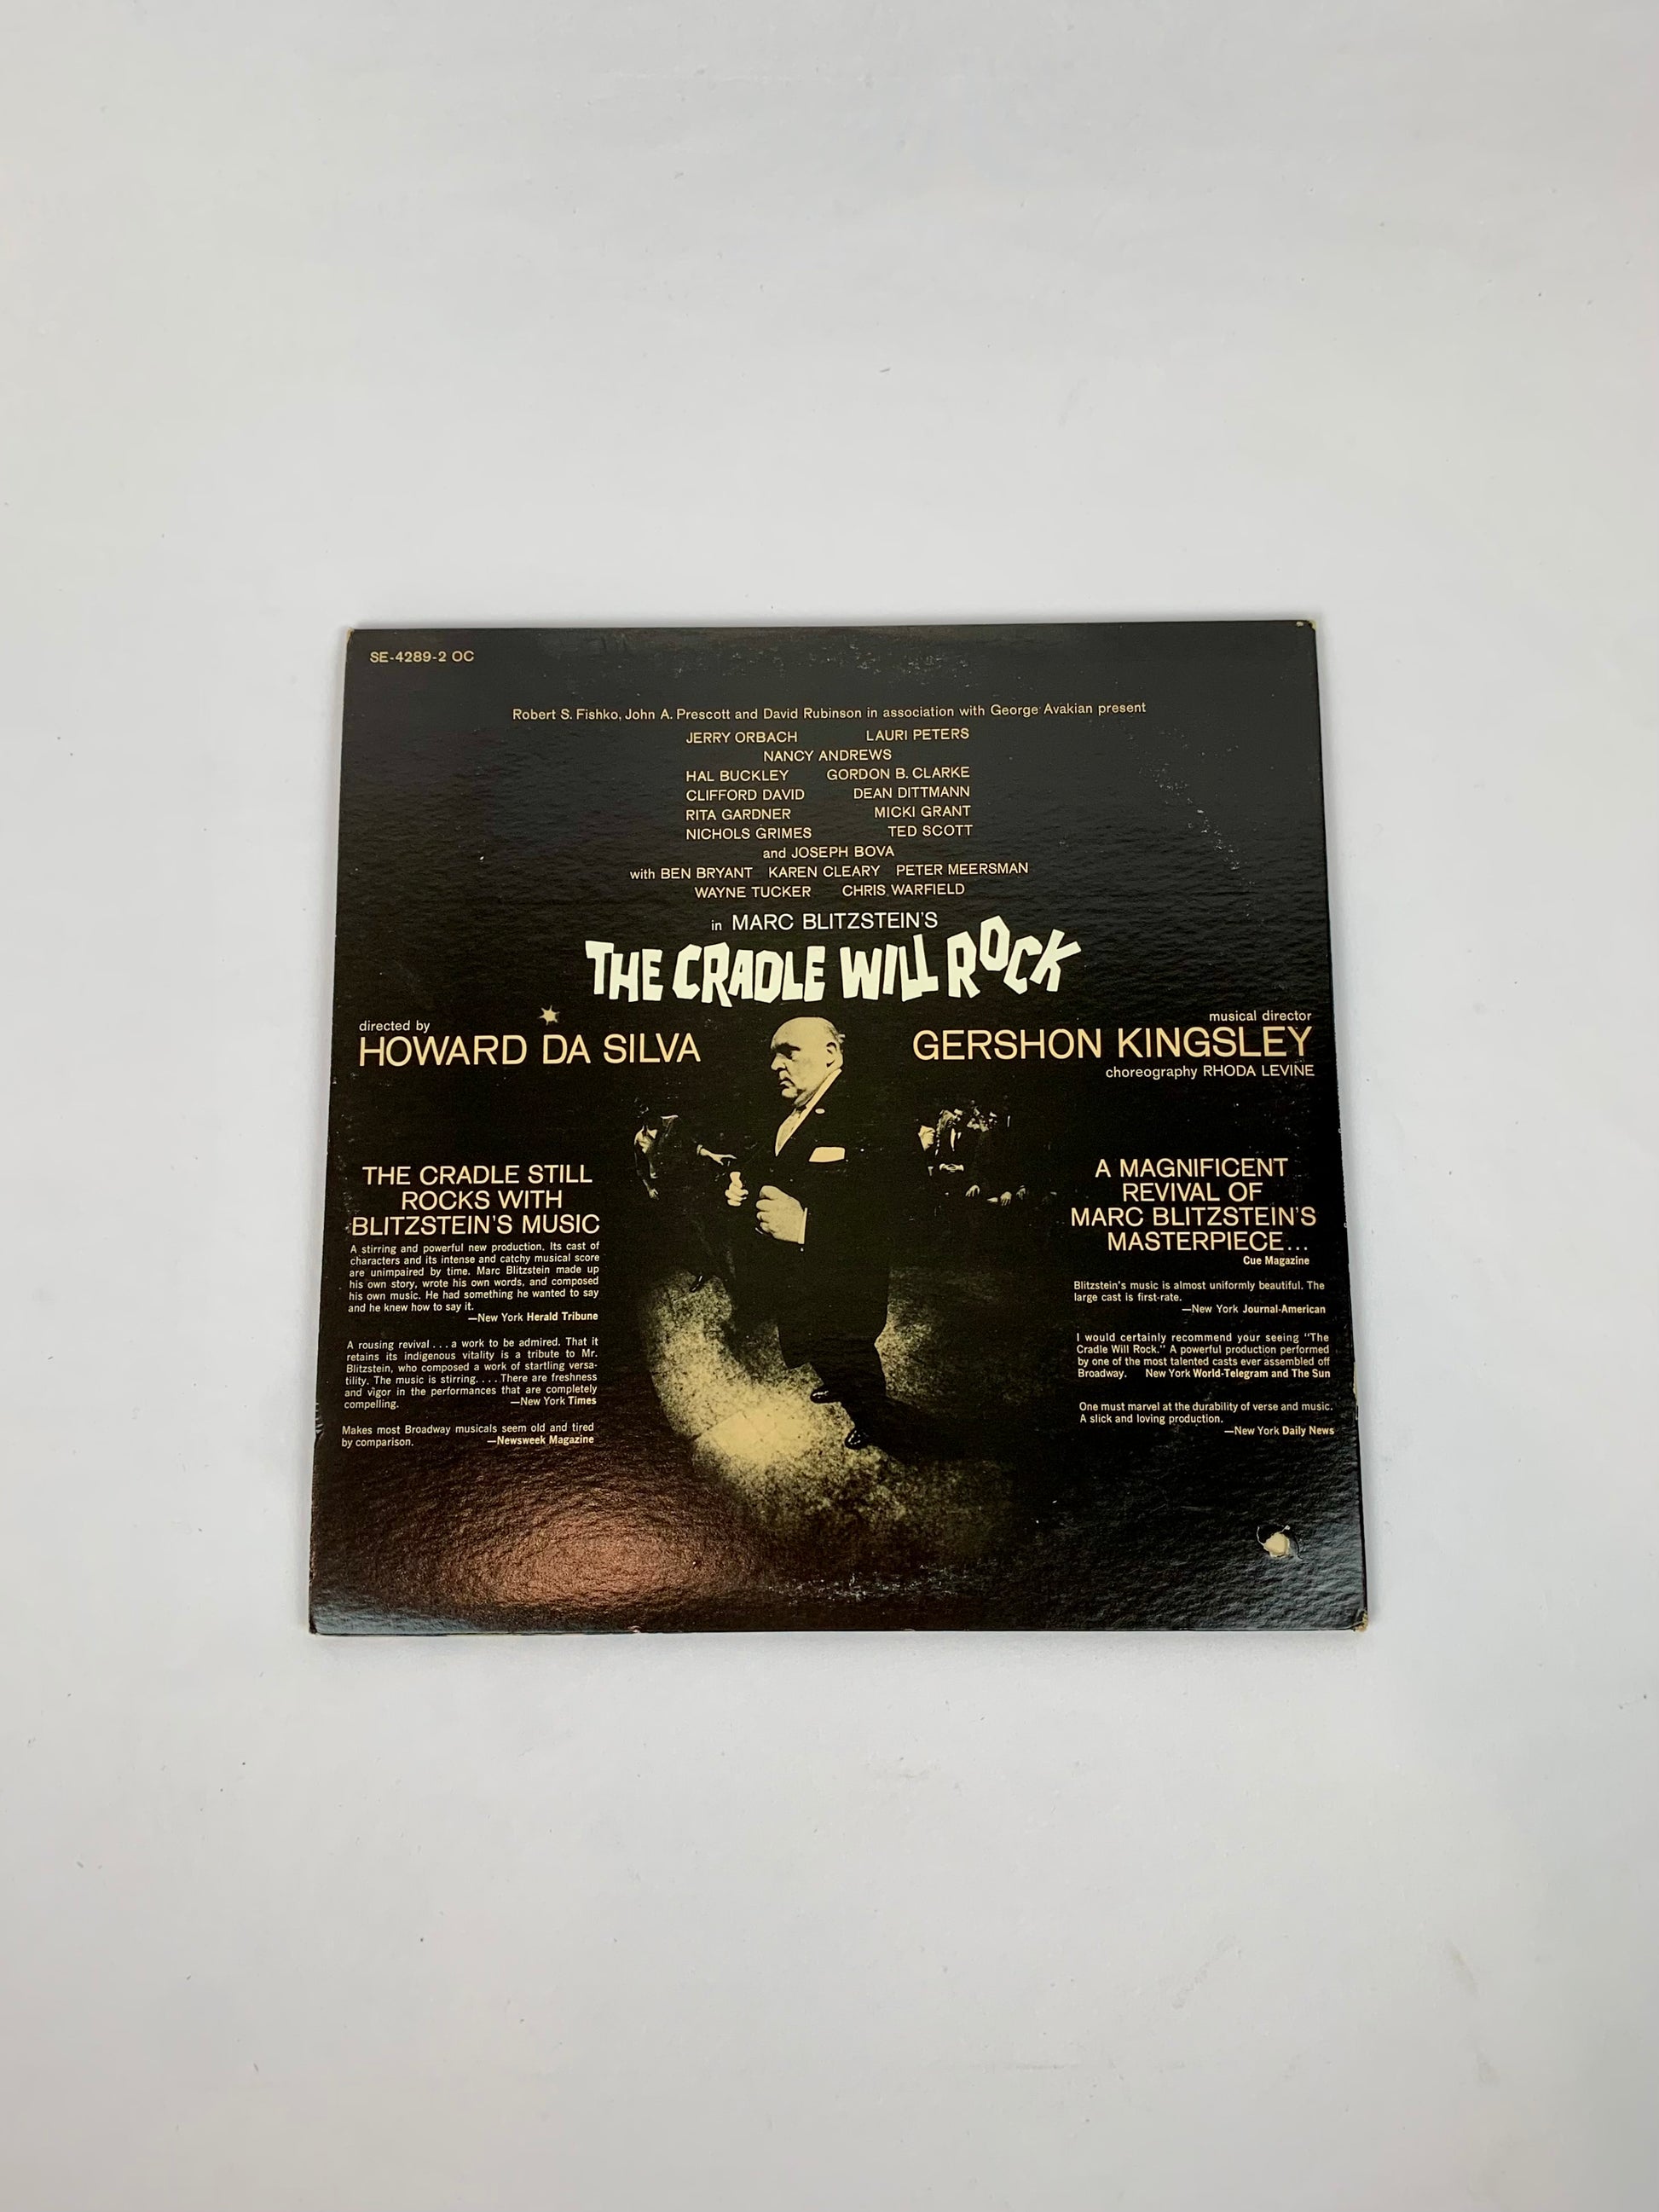 SE-4289-2 OC
Robert S. Fishko, John A. Prescott and David Rubinson in association with George Avakian present
JERRY ORBACH LAURI PETERS
NANCY ANDREWS
HAL BUCKLEY GORDON B. CLARKE
CLIFFORD DAVID DEAN DITTMANN
RITA GARDNER MICKI GRANT
NICHOLS GRIMES TED SCOTT
and JOSEPH BOVA
with BEN BRYANT KAREN CLEARY PETER MEERSMAN
WAYNE TUCKER CHRIS WARFIELD
in MARC BLITZSTEIN'S
THE CRADLE WILL ROCK
directed by
HOWARD DA SILVA
musical director
GERSHON KINGSLEY
choreography RHODA LEVINE
THE CRADLE STILL
ROCKS WITH
BLITZSTEIN'S MUSIC
A stirring and powerful new production. Its cast of
characters and its intense and catchy musical score
are unimpaired by time. Marc Blitzstein made up
his own story, wrote his own words, and composed
his own music. He had something he wanted to say
and he knew how to say it.
—New York Herald Tribune
A rousing revival . . . a work to be admired. That it
retains its indigenous vitality is a tribute to Mr.
Blitzstein, who composed a work of startling versa-
tility. The music is stirring. . . . There are freshness
and vigor in the performances that are completely
compelling. —New York Times
Makes most Broadway musicals seem old and tired
by comparison. —Newsweek Magazine
A MAGNIFICENT
REVIVAL OF
MARC BLITZSTEIN'S
MASTERPIECE...
Cue Magazine
Blitzstein's music is almost uniformly beautiful. The
large cast is first-rate.
—New York Journal-American
I would certainly recommend your seeing "The
Cradle Will Rock." A powerful production performed
by one of the most talented casts ever assembled off
Broadway. New York World-Telegram and The Sun
One must marvel at the durability of verse and music.
A slick and loving production.
—New York Daily News